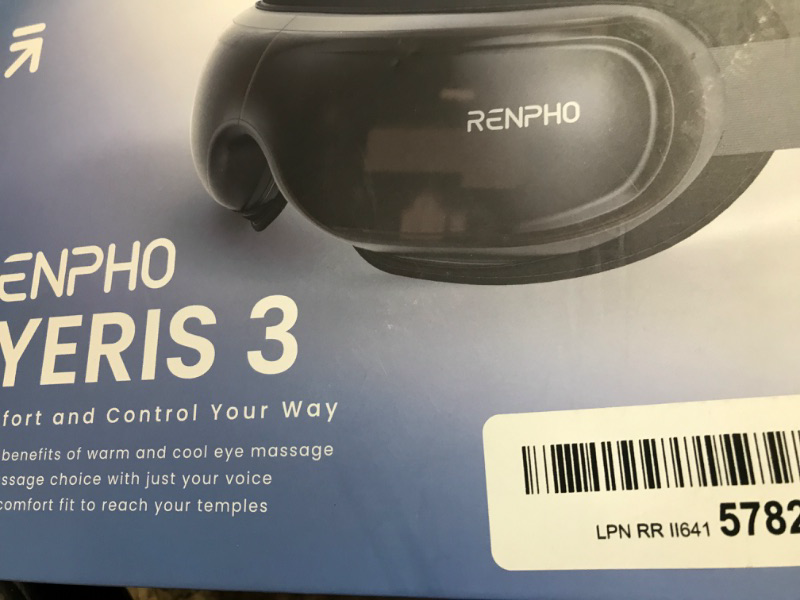 RENPHO
ENPHO
YERIS 3
fort and Control Your Way
benefits of warm and cool eye massage
ssage choice with just your voice
comfort fit to reach your temples
LPN RR II641 5782